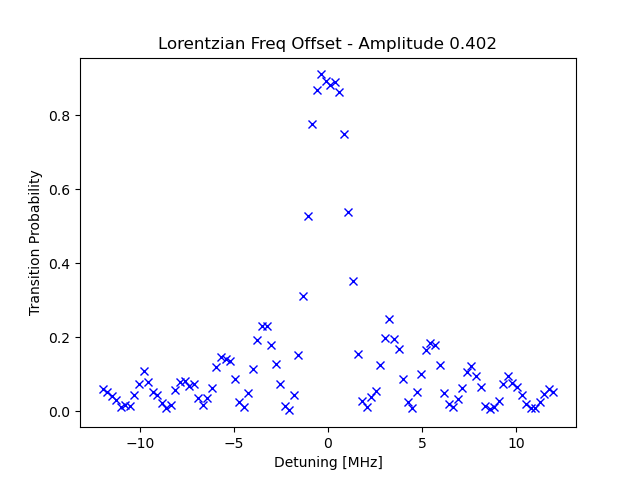 Lorentzian Freq Offset - Amplitude 0.402
Transition Probability
0.8
0.6
0.4
0.2
0.0
−10 −5 0 5 10
Detuning [MHz]